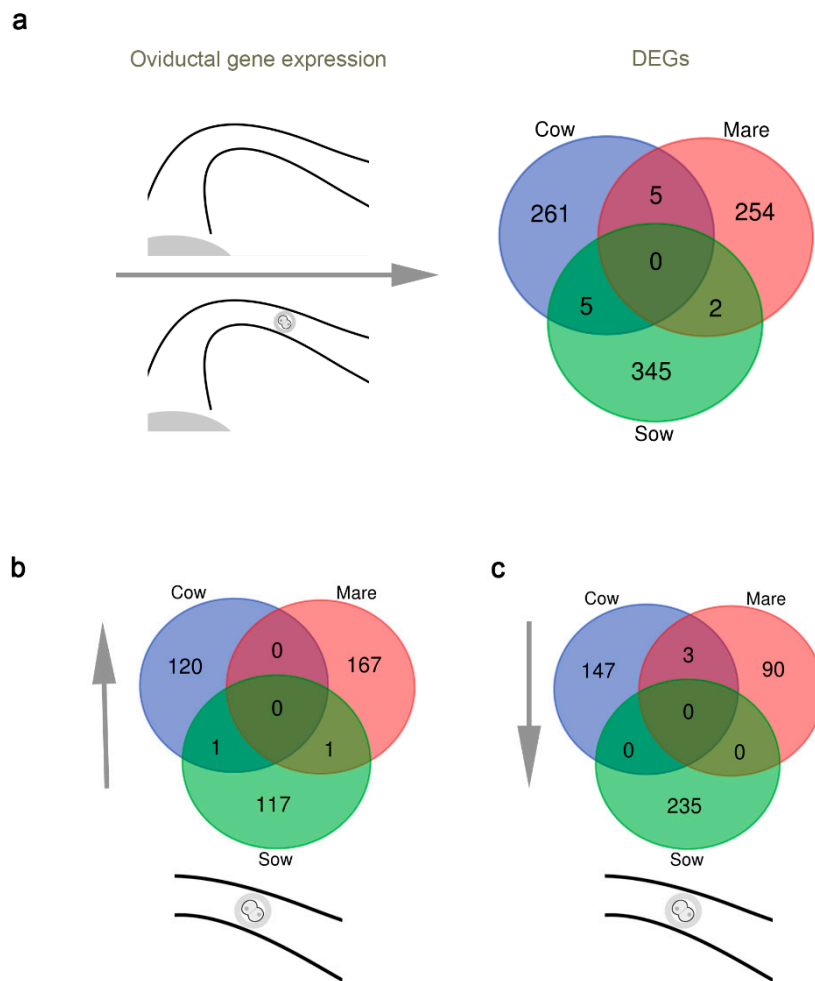 a
Oviductal gene expression
DEGs
Cow
Mare
261
5
254
0
5
2
345
Sow
b
Cow
Mare
120
0
167
0
1
1
117
Sow
c
Cow
Mare
147
3
90
0
0
0
235
Sow